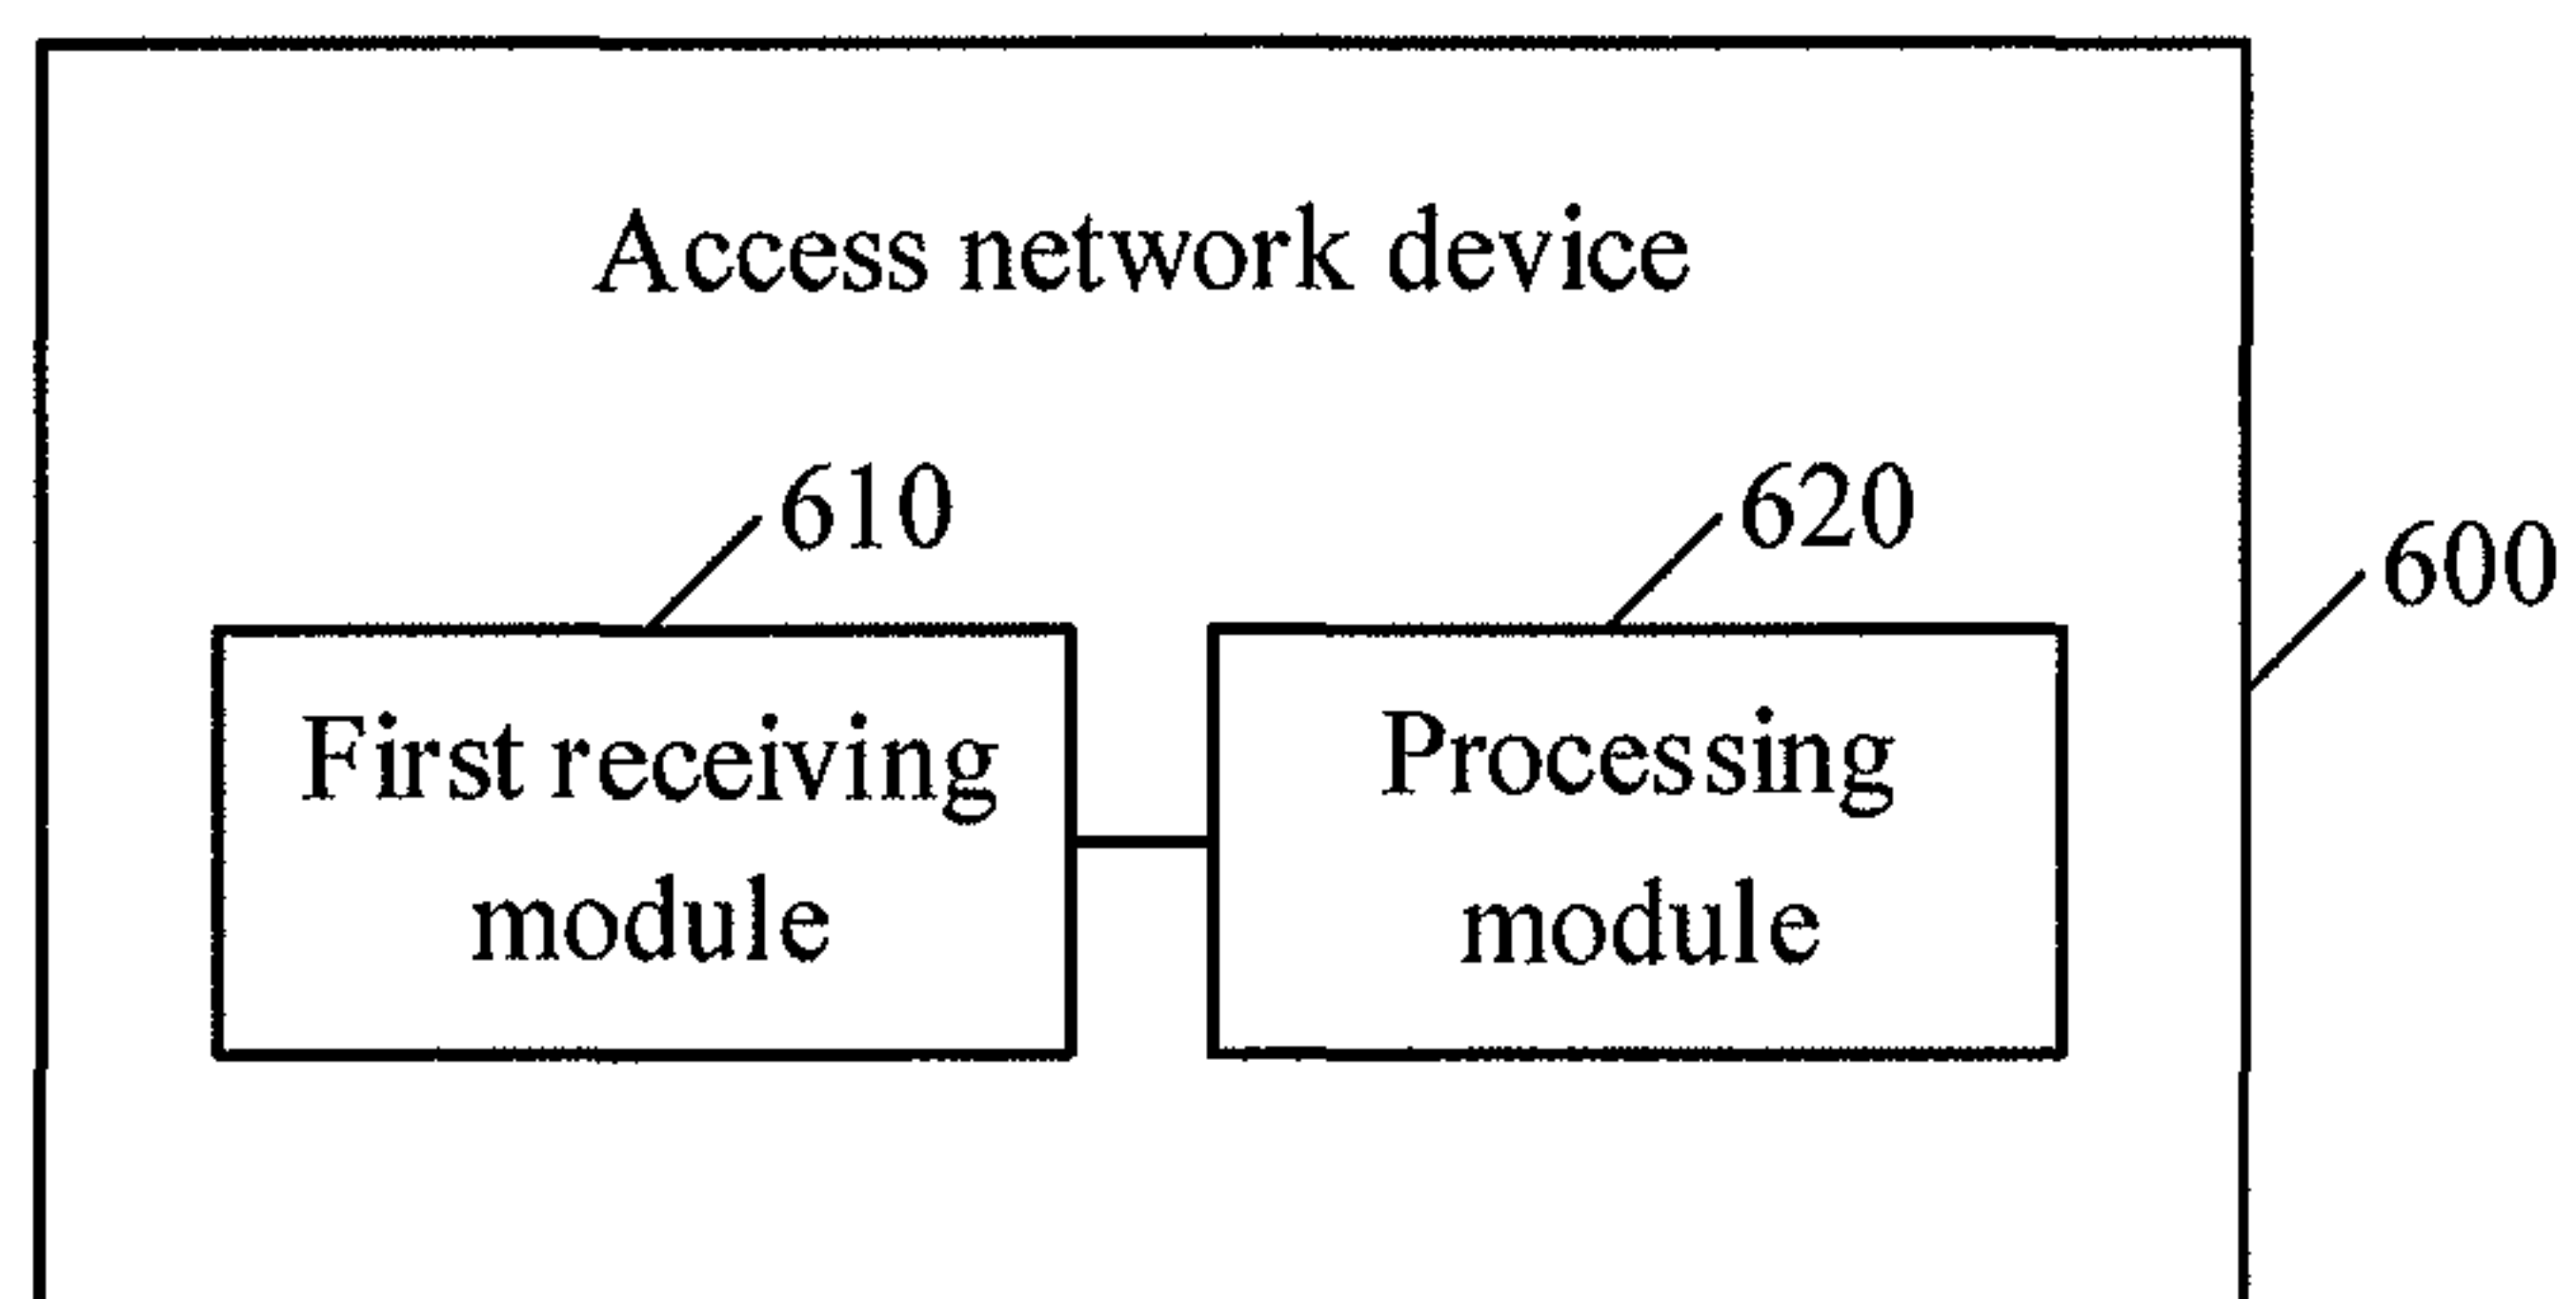 Access network device
610
620
600
First receiving
module
Processing
module